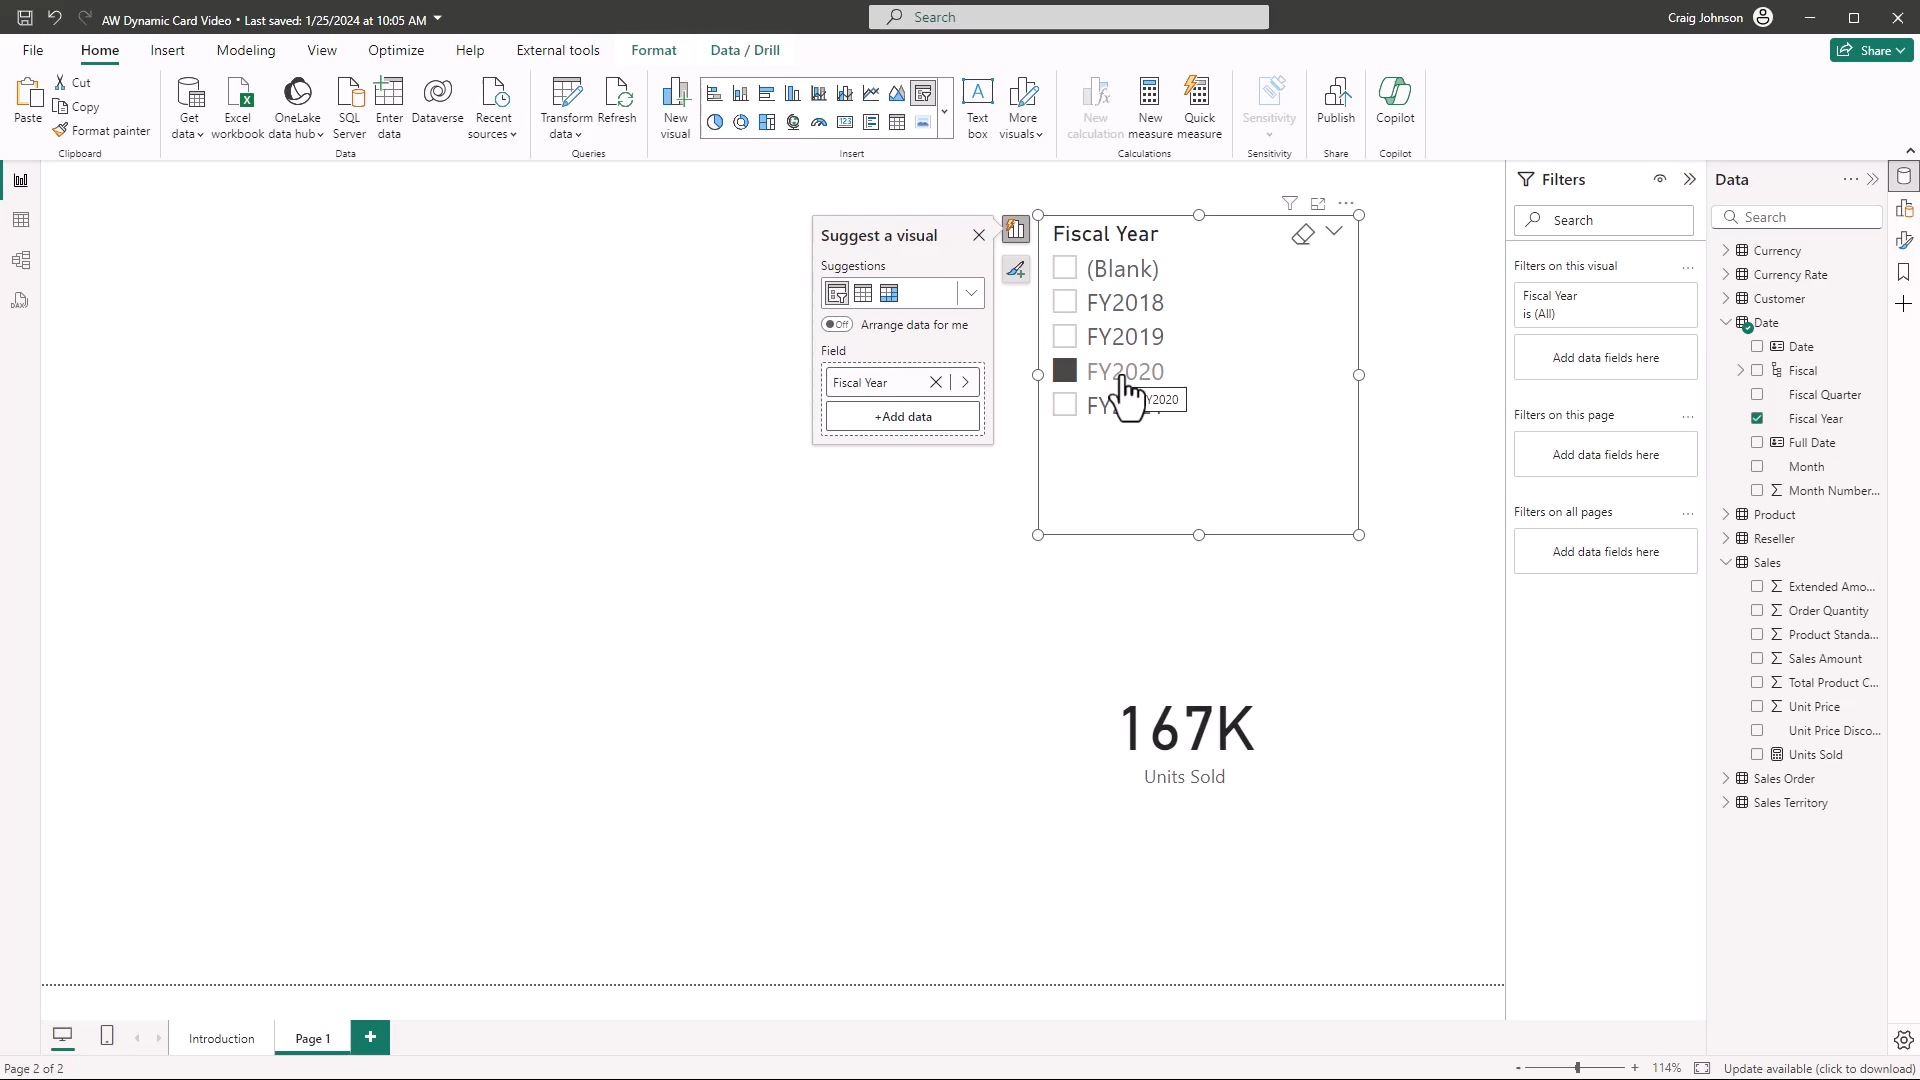 AW Dynamic Card Video • Last saved: 1/25/2024 at 10:05 AM
Search
Craig Johnson
File
Home
Insert
Modeling
View
Optimize
Help
External tools
Format
Data / Drill
Share
Paste
Cut
Copy
Format painter
Clipboard
Get data
Excel workbook
OneLake data hub
SQL Server
Enter data
Dataverse
Recent sources
Data
Transform data
Refresh
Queries
New visual
Text box
More visuals
Insert
New calculation
New measure
Quick measure
Calculations
Sensitivity
Sensitivity
Publish
Share
Copilot
Copilot
Suggest a visual
Suggestions
Off
Arrange data for me
Field
Fiscal Year
+Add data
Fiscal Year
(Blank)
FY2018
FY2019
FY2020
Y2020
167K
Units Sold
Filters
Search
Filters on this visual
Fiscal Year
is (All)
Add data fields here
Filters on this page
Add data fields here
Filters on all pages
Add data fields here
Data
Search
Currency
Currency Rate
Customer
Date
Date
Fiscal
Fiscal Quarter
Fiscal Year
Full Date
Month
Month Number...
Product
Reseller
Sales
Extended Amo...
Order Quantity
Product Standa...
Sales Amount
Total Product C...
Unit Price
Unit Price Disco...
Units Sold
Sales Order
Sales Territory
DAX
Introduction
Page 1
Page 2 of 2
114%
Update available (click to download)